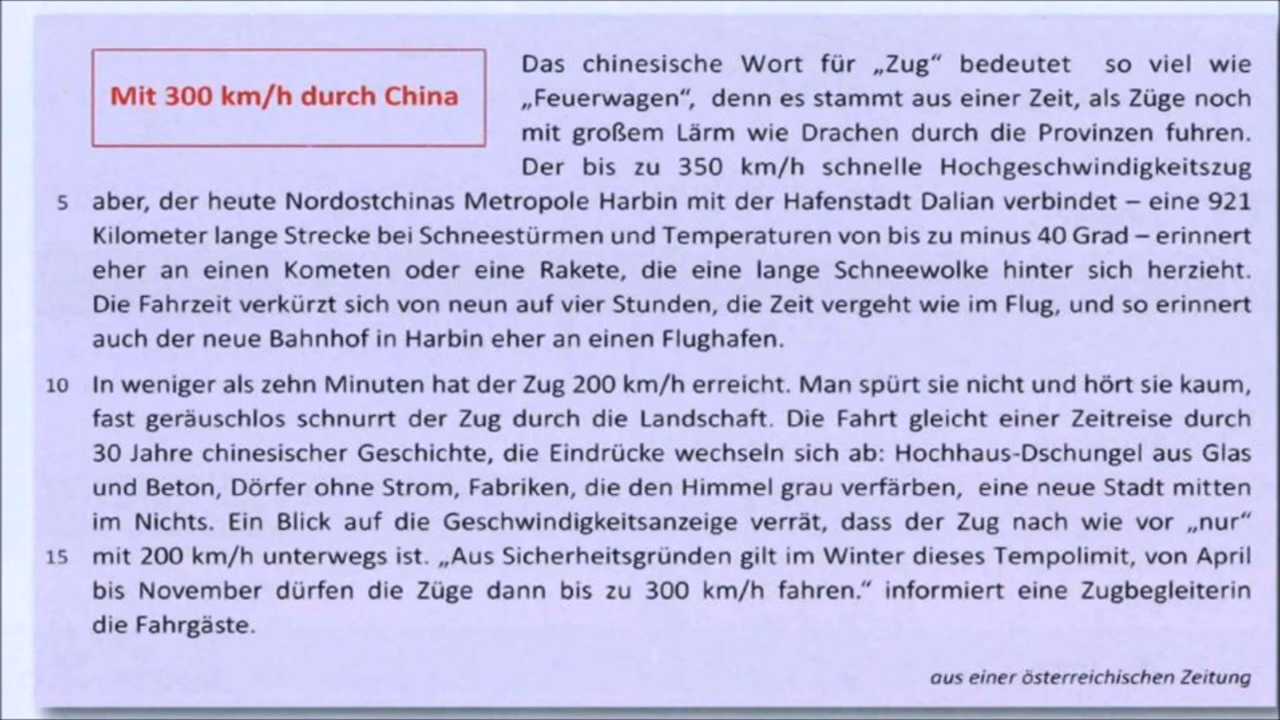 Mit 300 km/h durch China
Das chinesische Wort für „Zug“ bedeutet so viel wie
„Feuerwagen“, denn es stammt aus einer Zeit, als Züge noch
mit großem Lärm wie Drachen durch die Provinzen fuhren.
Der bis zu 350 km/h schnelle Hochgeschwindigkeitszug
5 aber, der heute Nordostchinas Metropole Harbin mit der Hafenstadt Dalian verbindet – eine 921
Kilometer lange Strecke bei Schneestürmen und Temperaturen von bis zu minus 40 Grad – erinnert
eher an einen Kometen oder eine Rakete, die eine lange Schneewolke hinter sich herzieht.
Die Fahrzeit verkürzt sich von neun auf vier Stunden, die Zeit vergeht wie im Flug, und so erinnert
auch der neue Bahnhof in Harbin eher an einen Flughafen.
10 In weniger als zehn Minuten hat der Zug 200 km/h erreicht. Man spürt sie nicht und hört sie kaum,
fast geräuschlos schnurrt der Zug durch die Landschaft. Die Fahrt gleicht einer Zeitreise durch
30 Jahre chinesischer Geschichte, die Eindrücke wechseln sich ab: Hochhaus-Dschungel aus Glas
und Beton, Dörfer ohne Strom, Fabriken, die den Himmel grau verfärben, eine neue Stadt mitten
im Nichts. Ein Blick auf die Geschwindigkeitsanzeige verrät, dass der Zug nach wie vor „nur“
15 mit 200 km/h unterwegs ist. „Aus Sicherheitsgründen gilt im Winter dieses Tempolimit, von April
bis November dürfen die Züge dann bis zu 300 km/h fahren.“ informiert eine Zugbegleiterin
die Fahrgäste.
aus einer österreichischen Zeitung